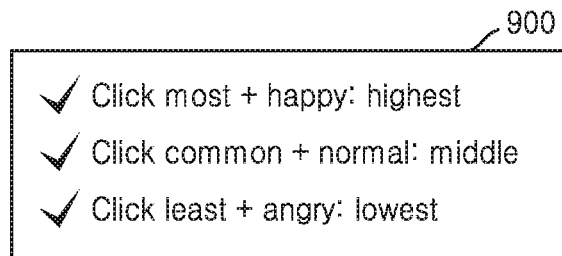 900
✓ Click most + happy: highest
✓ Click common + normal: middle
✓ Click least + angry: lowest